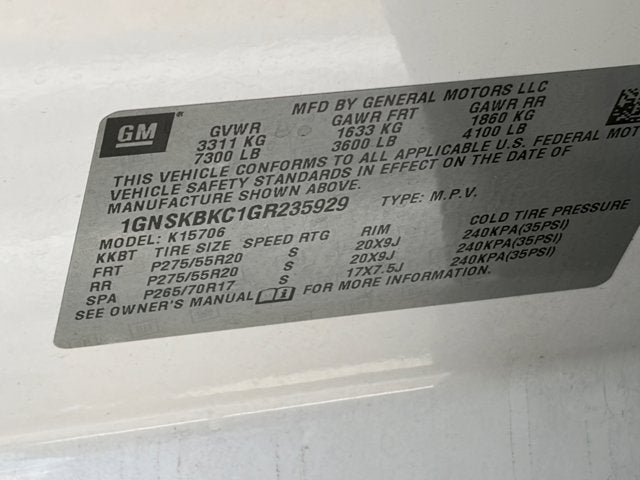 GM ®
MFD BY GENERAL MOTORS LLC
GVWR GAWR FRT GAWR RR
3311 KG 1633 KG 1860 KG
7300 LB 3600 LB 4100 LB
THIS VEHICLE CONFORMS TO ALL APPLICABLE U.S. FEDERAL MOT
VEHICLE SAFETY STANDARDS IN EFFECT ON THE DATE OF
MANUFACTURE SHOWN ABOVE.
1GNSKBKC1GR235929 TYPE: M.P.V.
MODEL: K15706
KKBT TIRE SIZE SPEED RTG RIM COLD TIRE PRESSURE
FRT P275/55R20 S 20X9J 240KPA(35PSI)
RR P275/55R20 S 20X9J 240KPA(35PSI)
SPA P265/70R17 S 17X7.5J 240KPA(35PSI)
SEE OWNER'S MANUAL FOR MORE INFORMATION.